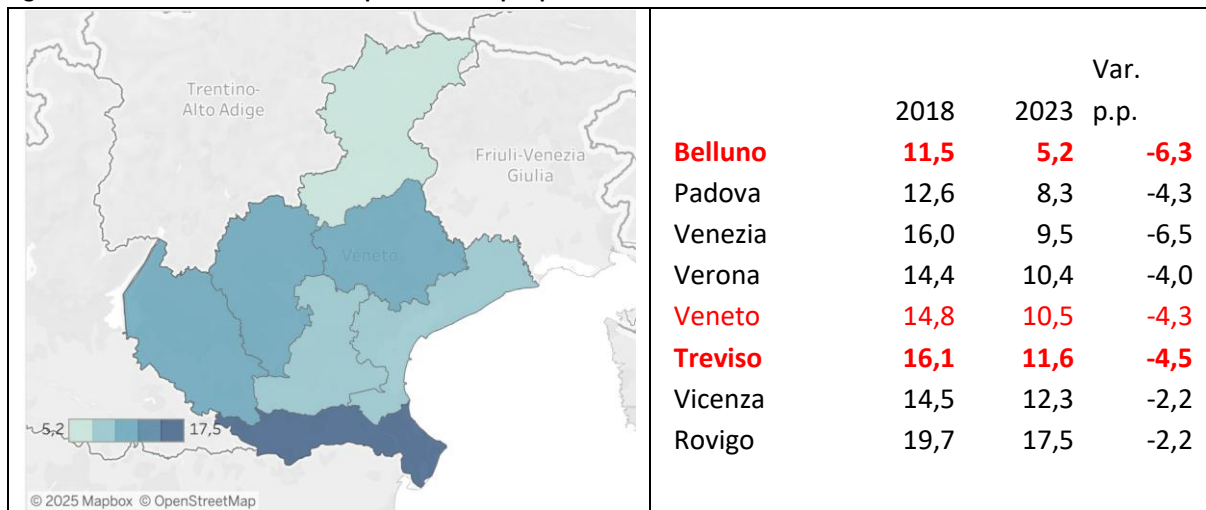 Trentino-
Alto Adige
Friuli-Venezia
Giulia
Veneto
5,2 17,5
© 2025 Mapbox © OpenStreetMap
Var.
2018 2023 p.p.
Belluno 11,5 5,2 -6,3
Padova 12,6 8,3 -4,3
Venezia 16,0 9,5 -6,5
Verona 14,4 10,4 -4,0
Veneto 14,8 10,5 -4,3
Treviso 16,1 11,6 -4,5
Vicenza 14,5 12,3 -2,2
Rovigo 19,7 17,5 -2,2